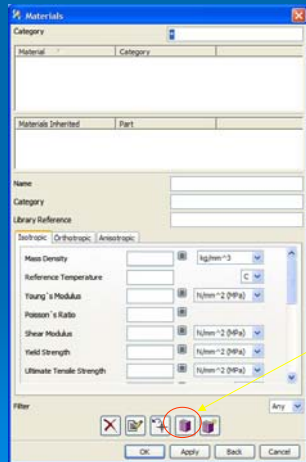 Materials
Category *
Material Category
Materials Inherited Part
Name
Category
Library Reference
Isotropic Orthotropic Anisotropic
Mass Density kg/mm^3
Reference Temperature C
Young`s Modulus N/mm^2 (MPa)
Poisson`s Ratio
Shear Modulus N/mm^2 (MPa)
Yield Strength N/mm^2 (MPa)
Ultimate Tensile Strength N/mm^2 (MPa)
Filter Any
OK Apply Back Cancel